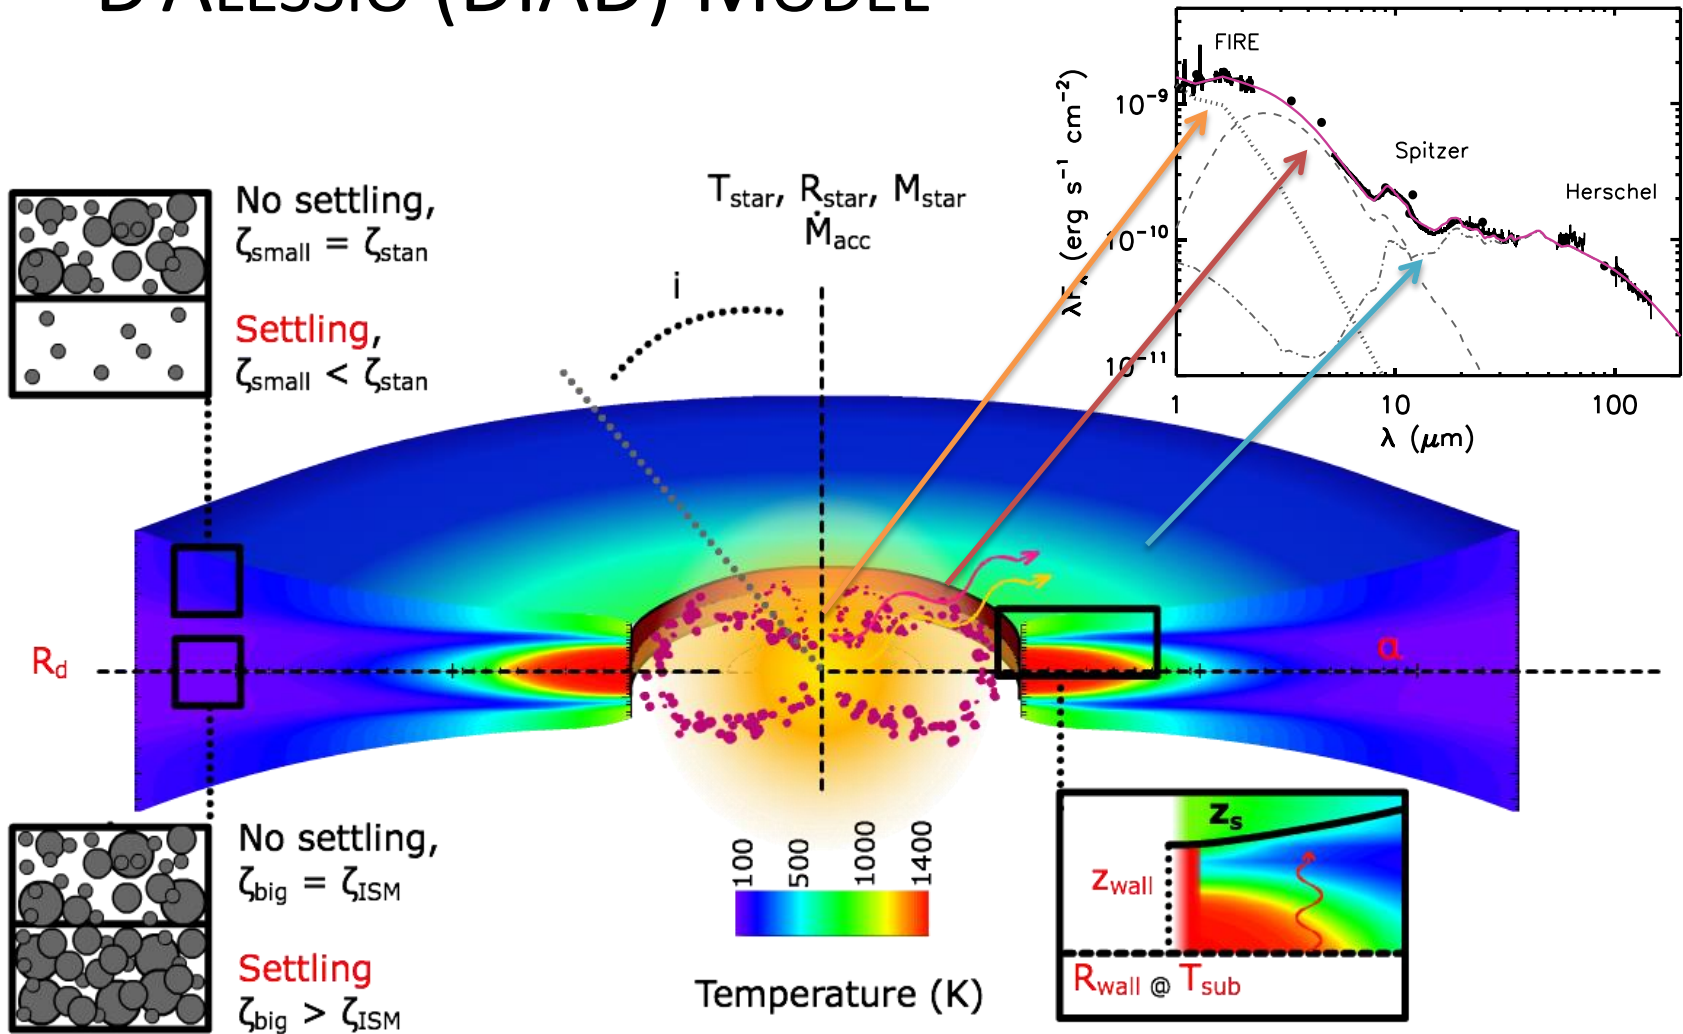 D'ALESSIO (DIAD) MODEL
FIRE
Spitzer
Herschel
10⁻⁹
10⁻¹⁰
10⁻¹¹
λFλ (erg s⁻¹ cm⁻²)
1 10 100
λ (μm)
No settling,
ζsmall = ζstan
Settling,
ζsmall < ζstan
Tstar, Rstar, Mstar
Ṁacc
i
Rd
α
No settling,
ζbig = ζISM
Settling
ζbig > ζISM
100 500 1000 1400
Temperature (K)
zs
zwall
Rwall @ Tsub